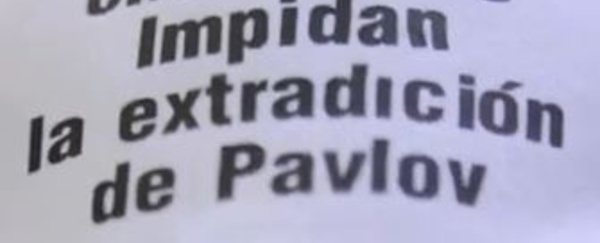 Impidan
la extradición
de Pavlov